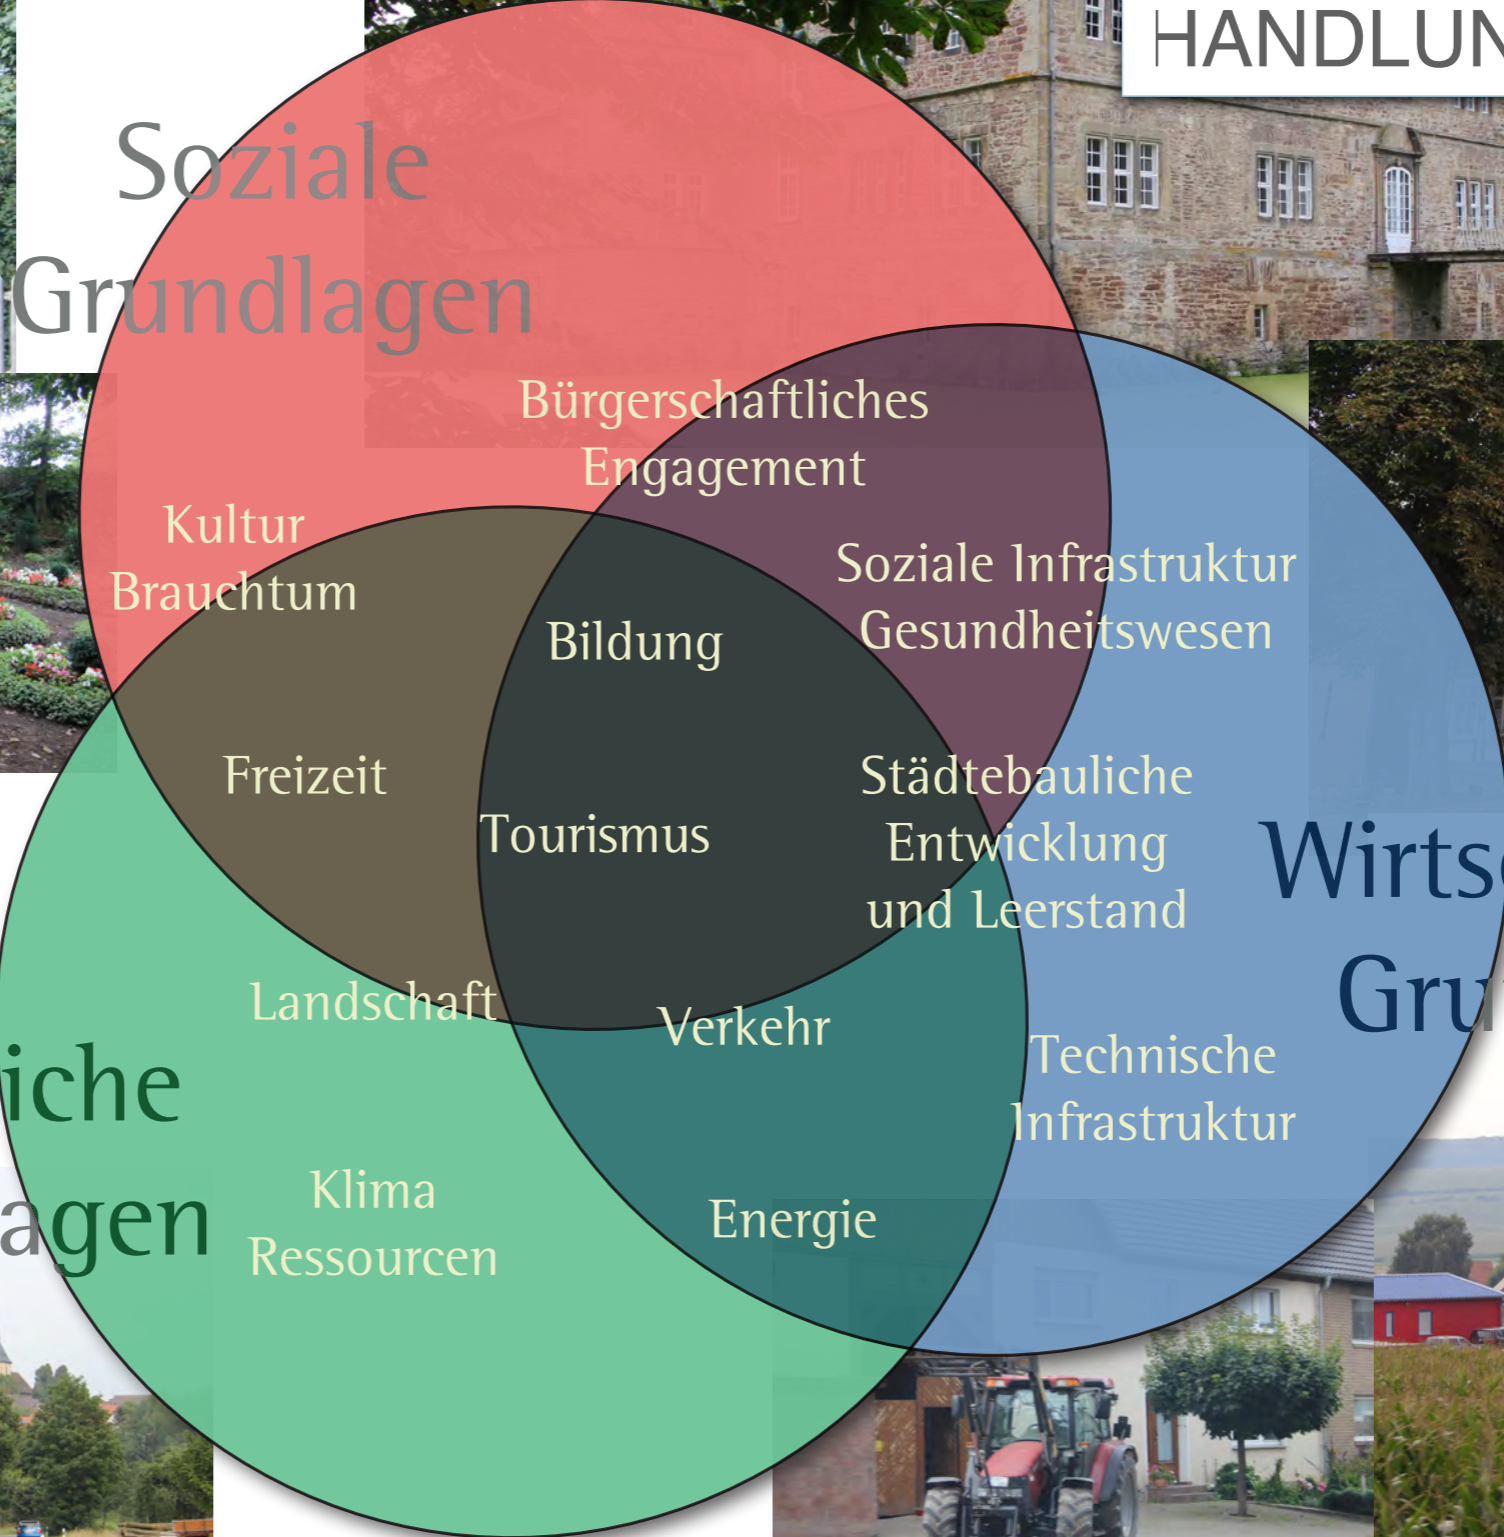 HANDLUN
Soziale
Grundlagen
Bürgerschaftliches
Engagement
Kultur
Brauchtum
Soziale Infrastruktur
Gesundheitswesen
Bildung
Freizeit
Tourismus
Städtebauliche
Entwicklung
und Leerstand
Wirts
Gru
Landschaft
Verkehr
Technische
Infrastruktur
iche
agen
Klima
Ressourcen
Energie